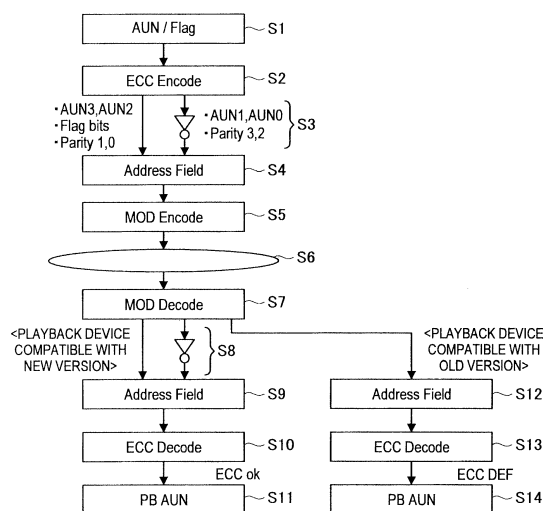 AUN / Flag
S1
ECC Encode
S2
・AUN3,AUN2
・Flag bits
・Parity 1,0
・AUN1,AUN0
・Parity 3,2
S3
Address Field
S4
MOD Encode
S5
S6
MOD Decode
S7
<PLAYBACK DEVICE
COMPATIBLE WITH
NEW VERSION>
S8
<PLAYBACK DEVICE
COMPATIBLE WITH
OLD VERSION>
Address Field
S9
Address Field
S12
ECC Decode
S10
ECC Decode
S13
ECC ok
ECC DEF
PB AUN
S11
PB AUN
S14